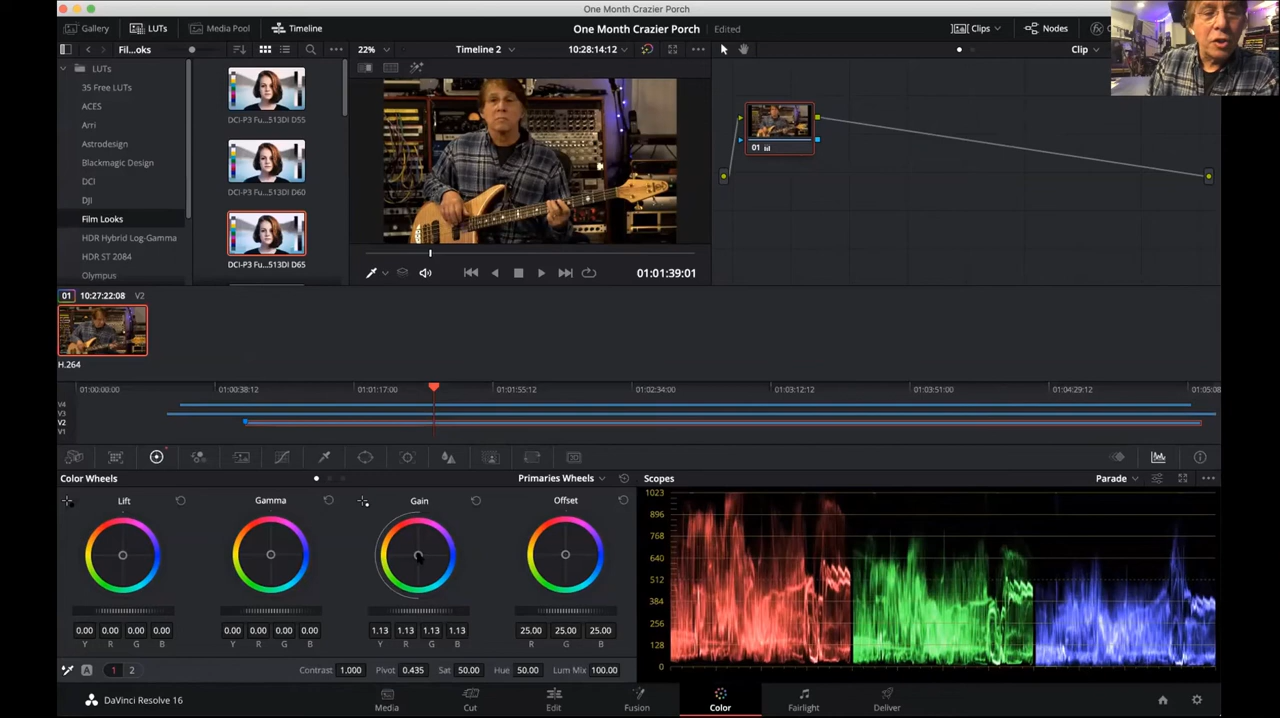 One Month Crazier Porch
Gallery LUTs Media Pool Timeline One Month Crazier Porch Edited Clips Nodes
Fil...oks 22% Timeline 2 10:28:14:12 Clip
LUTs
35 Free LUTs
ACES
Arri
Astrodesign
Blackmagic Design
DCI
DJI
Film Looks
HDR Hybrid Log-Gamma
HDR ST 2084
Olympus
DCI-P3 Fu...513DI D55
DCI-P3 Fu...513DI D60
DCI-P3 Fu...513DI D65
01
01:01:39:01
01 10:27:22:08 V2
H.264
01:00:00:00 01:00:38:12 01:01:17:00 01:01:55:12 01:02:34:00 01:03:12:12 01:03:51:00 01:04:29:12 01:05:08
V4
V3
V2
V1
Color Wheels Primaries Wheels Scopes Parade
Lift Gamma Gain Offset
1023
896
768
640
512
384
256
128
0
0.00 0.00 0.00 0.00 0.00 0.00 0.00 0.00 1.13 1.13 1.13 1.13 25.00 25.00 25.00
Y R G B Y R G B Y R G B R G B
A 1 2 Contrast 1.000 Pivot 0.435 Sat 50.00 Hue 50.00 Lum Mix 100.00
DaVinci Resolve 16 Media Cut Edit Fusion Color Fairlight Deliver